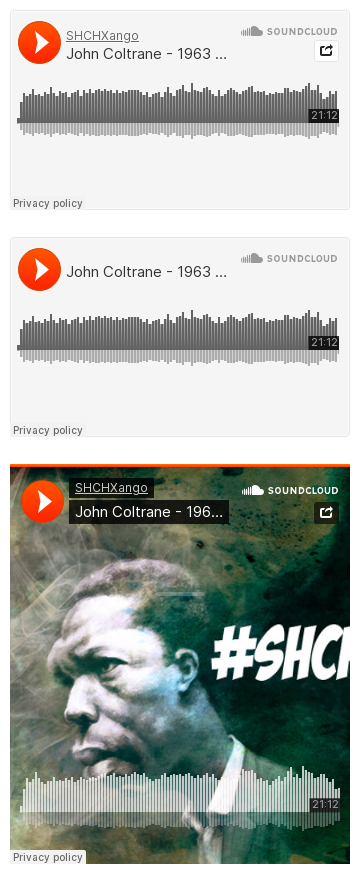 SHCHXango
SOUNDCLOUD
John Coltrane - 1963 ...
21:12
Privacy policy
SOUNDCLOUD
John Coltrane - 1963 ...
21:12
Privacy policy
SHCHXango
SOUNDCLOUD
John Coltrane - 196...
#SHCH
21:12
Privacy policy